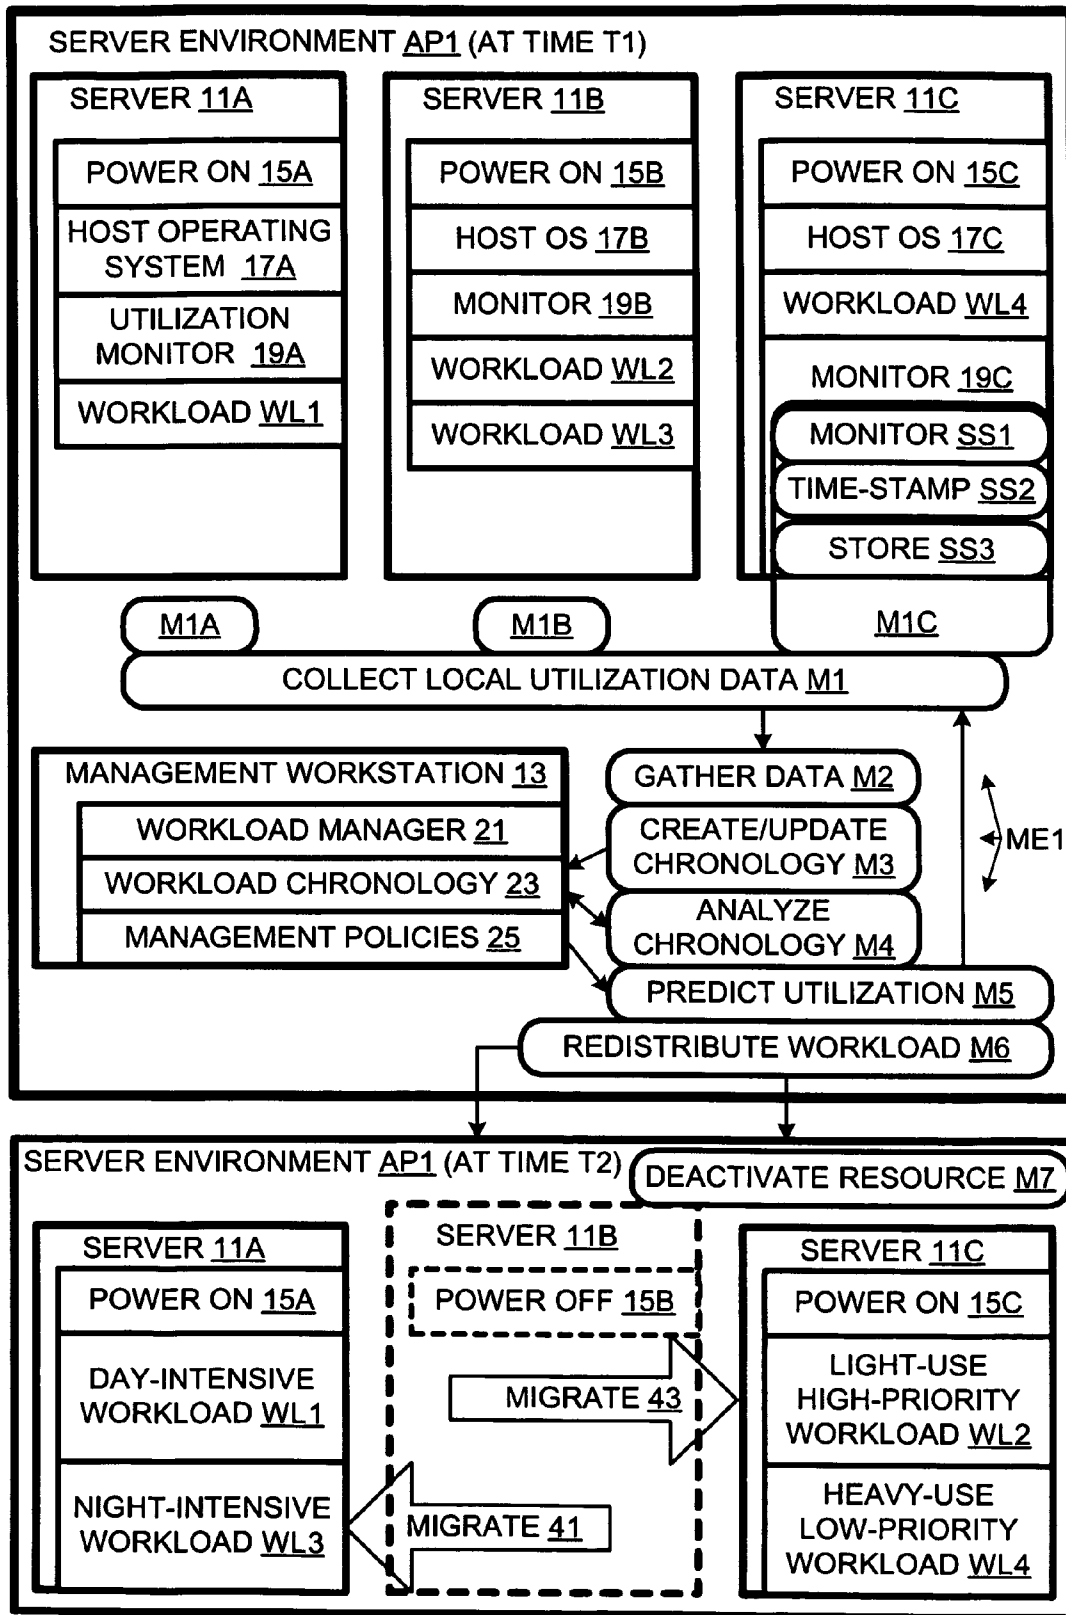 SERVER ENVIRONMENT AP1 (AT TIME T1)
SERVER 11A
POWER ON 15A
HOST OPERATING
SYSTEM 17A
UTILIZATION
MONITOR 19A
WORKLOAD WL1
SERVER 11B
POWER ON 15B
HOST OS 17B
MONITOR 19B
WORKLOAD WL2
WORKLOAD WL3
SERVER 11C
POWER ON 15C
HOST OS 17C
WORKLOAD WL4
MONITOR 19C
MONITOR SS1
TIME-STAMP SS2
STORE SS3
M1A
M1B
M1C
COLLECT LOCAL UTILIZATION DATA M1
MANAGEMENT WORKSTATION 13
WORKLOAD MANAGER 21
WORKLOAD CHRONOLOGY 23
MANAGEMENT POLICIES 25
GATHER DATA M2
CREATE/UPDATE
CHRONOLOGY M3
ANALYZE
CHRONOLOGY M4
PREDICT UTILIZATION M5
REDISTRIBUTE WORKLOAD M6
ME1
SERVER ENVIRONMENT AP1 (AT TIME T2)
DEACTIVATE RESOURCE M7
SERVER 11A
POWER ON 15A
DAY-INTENSIVE
WORKLOAD WL1
NIGHT-INTENSIVE
WORKLOAD WL3
SERVER 11B
POWER OFF 15B
MIGRATE 43
MIGRATE 41
SERVER 11C
POWER ON 15C
LIGHT-USE
HIGH-PRIORITY
WORKLOAD WL2
HEAVY-USE
LOW-PRIORITY
WORKLOAD WL4